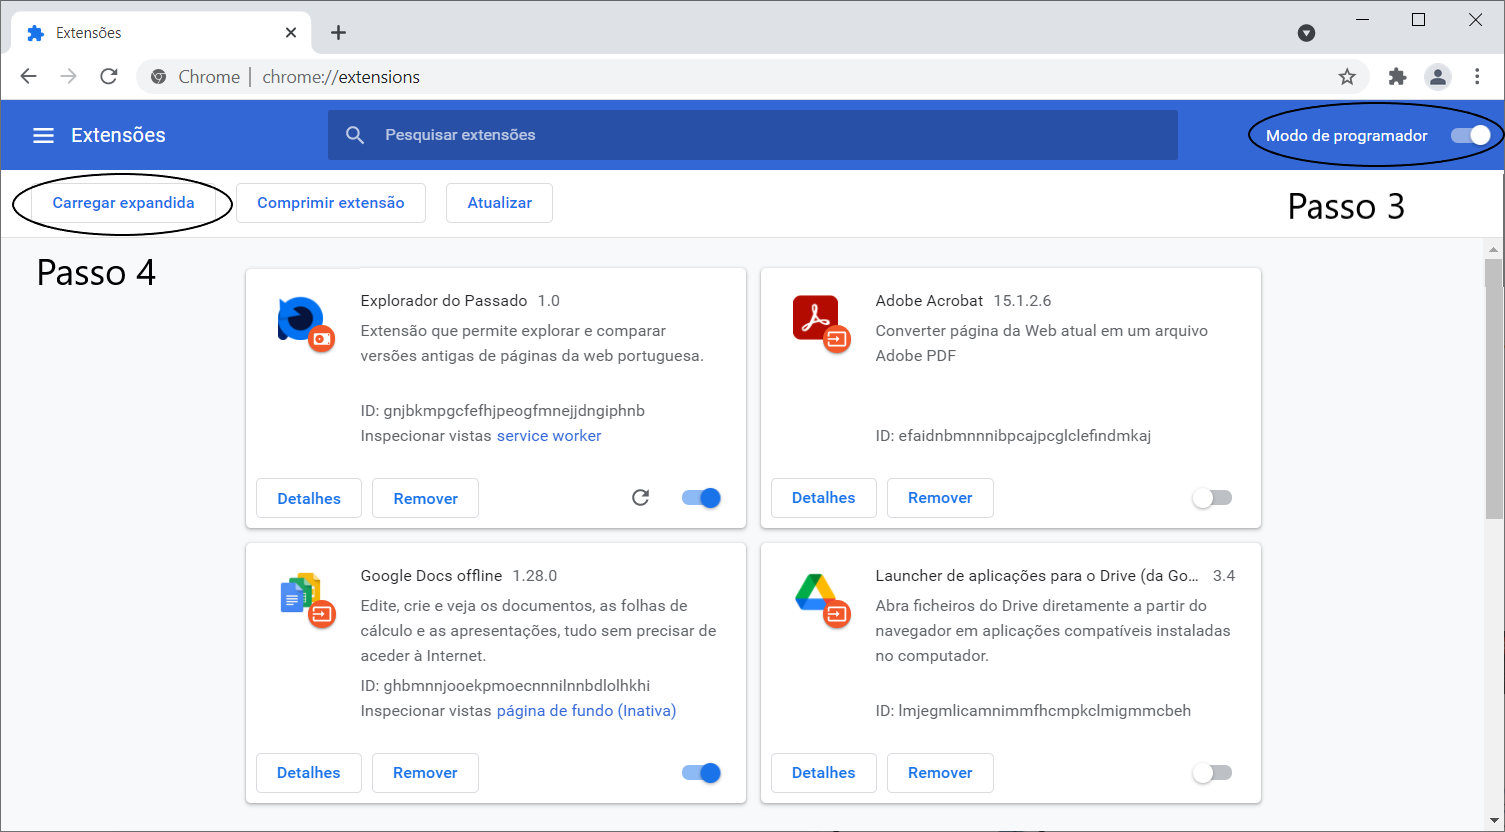 Extensões
Chrome | chrome://extensions
Extensões
Pesquisar extensões
Modo de programador
Carregar expandida
Comprimir extensão
Atualizar
Passo 3
Passo 4
Explorador do Passado 1.0
Extensão que permite explorar e comparar
versões antigas de páginas da web portuguesa.
ID: gnjbkmpgcfefhjpeogfmnejjdngiphnb
Inspecionar vistas service worker
Detalhes
Remover
Adobe Acrobat 15.1.2.6
Converter página da Web atual em um arquivo
Adobe PDF
ID: efaidnbmnnnibpcajpcglclefindmkaj
Detalhes
Remover
Google Docs offline 1.28.0
Edite, crie e veja os documentos, as folhas de
cálculo e as apresentações, tudo sem precisar de
aceder à Internet.
ID: ghbmnnjooekpmoecnnnilnnbdlolhkhi
Inspecionar vistas página de fundo (Inativa)
Detalhes
Remover
Launcher de aplicações para o Drive (da Go... 3.4
Abra ficheiros do Drive diretamente a partir do
navegador em aplicações compatíveis instaladas
no computador.
ID: lmjegmlicamnimmfhcmpkclmigmmcbeh
Detalhes
Remover